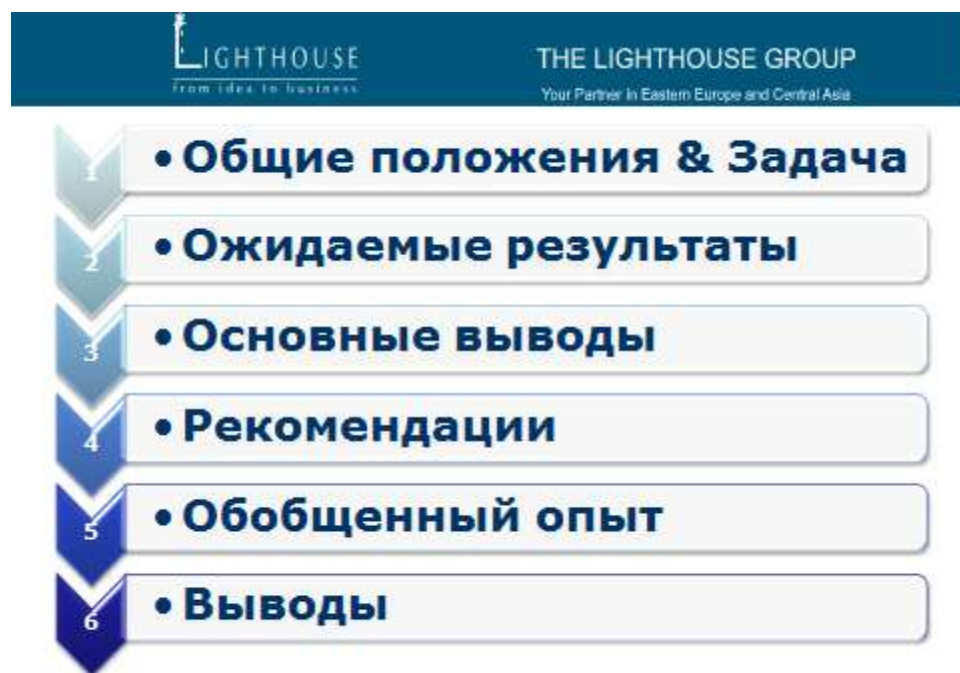 LIGHTHOUSE
from idea to business
THE LIGHTHOUSE GROUP
Your Partner in Eastern Europe and Central Asia
1
• Общие положения & Задача
2
• Ожидаемые результаты
3
• Основные выводы
4
• Рекомендации
5
• Обобщенный опыт
6
• Выводы